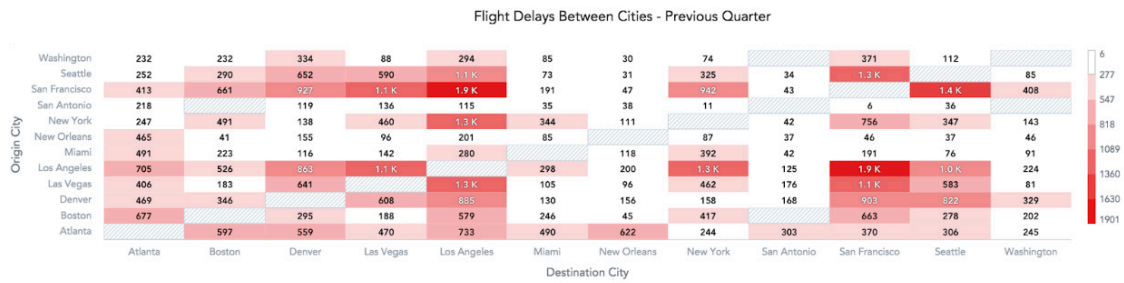 Flight Delays Between Cities - Previous Quarter
Washington 232 232 334 88 294 85 30 74 371 112
Seattle 252 290 652 590 1.1 K 73 31 325 34 1.3 K 85
San Francisco 413 661 927 1.1 K 1.9 K 191 47 942 43 1.4 K 408
San Antonio 218 119 136 115 35 38 11 6 36
New York 247 491 138 460 1.3 K 344 111 42 756 347 143
New Orleans 465 41 155 96 201 85 87 37 46 37 46
Miami 491 223 116 142 280 118 392 42 191 76 91
Los Angeles 705 526 863 1.1 K 298 200 1.3 K 125 1.9 K 1.0 K 224
Las Vegas 406 183 641 1.3 K 105 96 462 176 1.1 K 583 81
Denver 469 346 608 885 130 156 158 168 903 822 329
Boston 677 295 188 579 246 45 417 663 278 202
Atlanta 597 559 470 733 490 622 244 303 370 306 245
Atlanta Boston Denver Las Vegas Los Angeles Miami New Orleans New York San Antonio San Francisco Seattle Washington
Destination City
Origin City
6
277
547
818
1089
1360
1630
1901